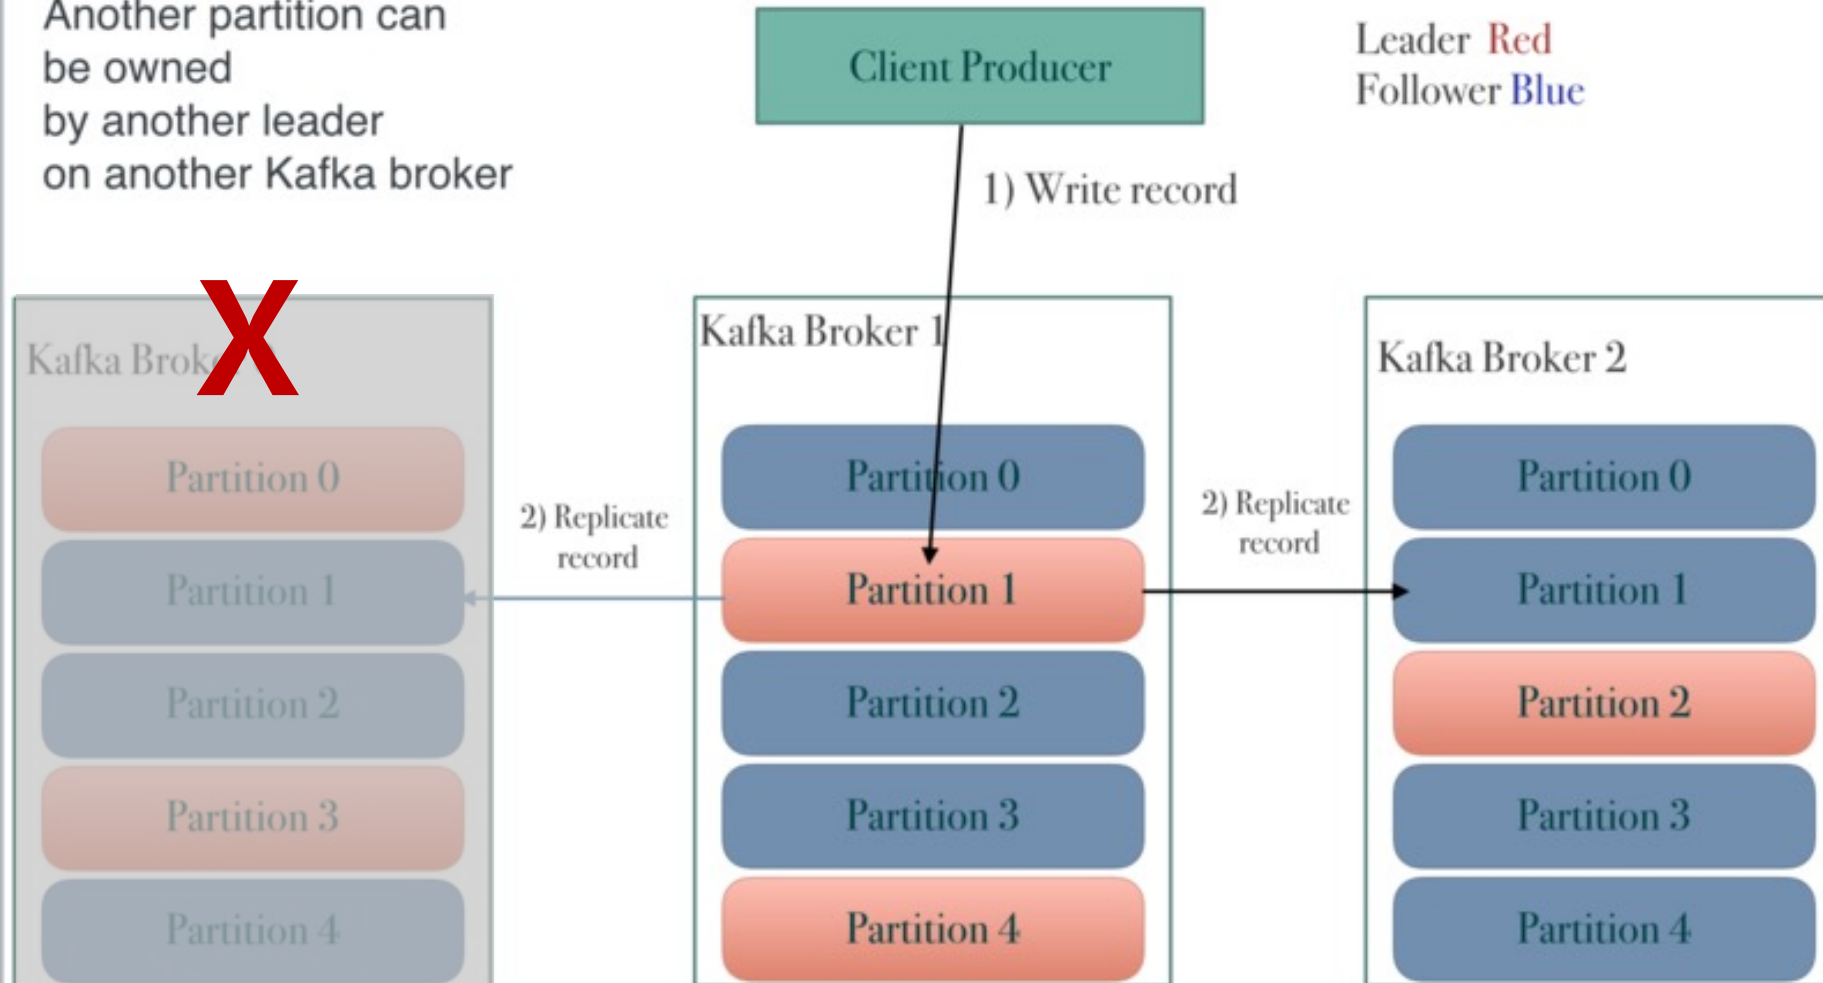 Another partition can
be owned
by another leader
on another Kafka broker
Client Producer
Leader Red
Follower Blue
1) Write record
X
Kafka
Partition 0
Partition 1
Partition 2
Partition 3
Partition 4
2) Replicate
record
Kafka Broker 1
Partition 0
Partition 1
Partition 2
Partition 3
Partition 4
2) Replicate
record
Kafka Broker 2
Partition 0
Partition 1
Partition 2
Partition 3
Partition 4